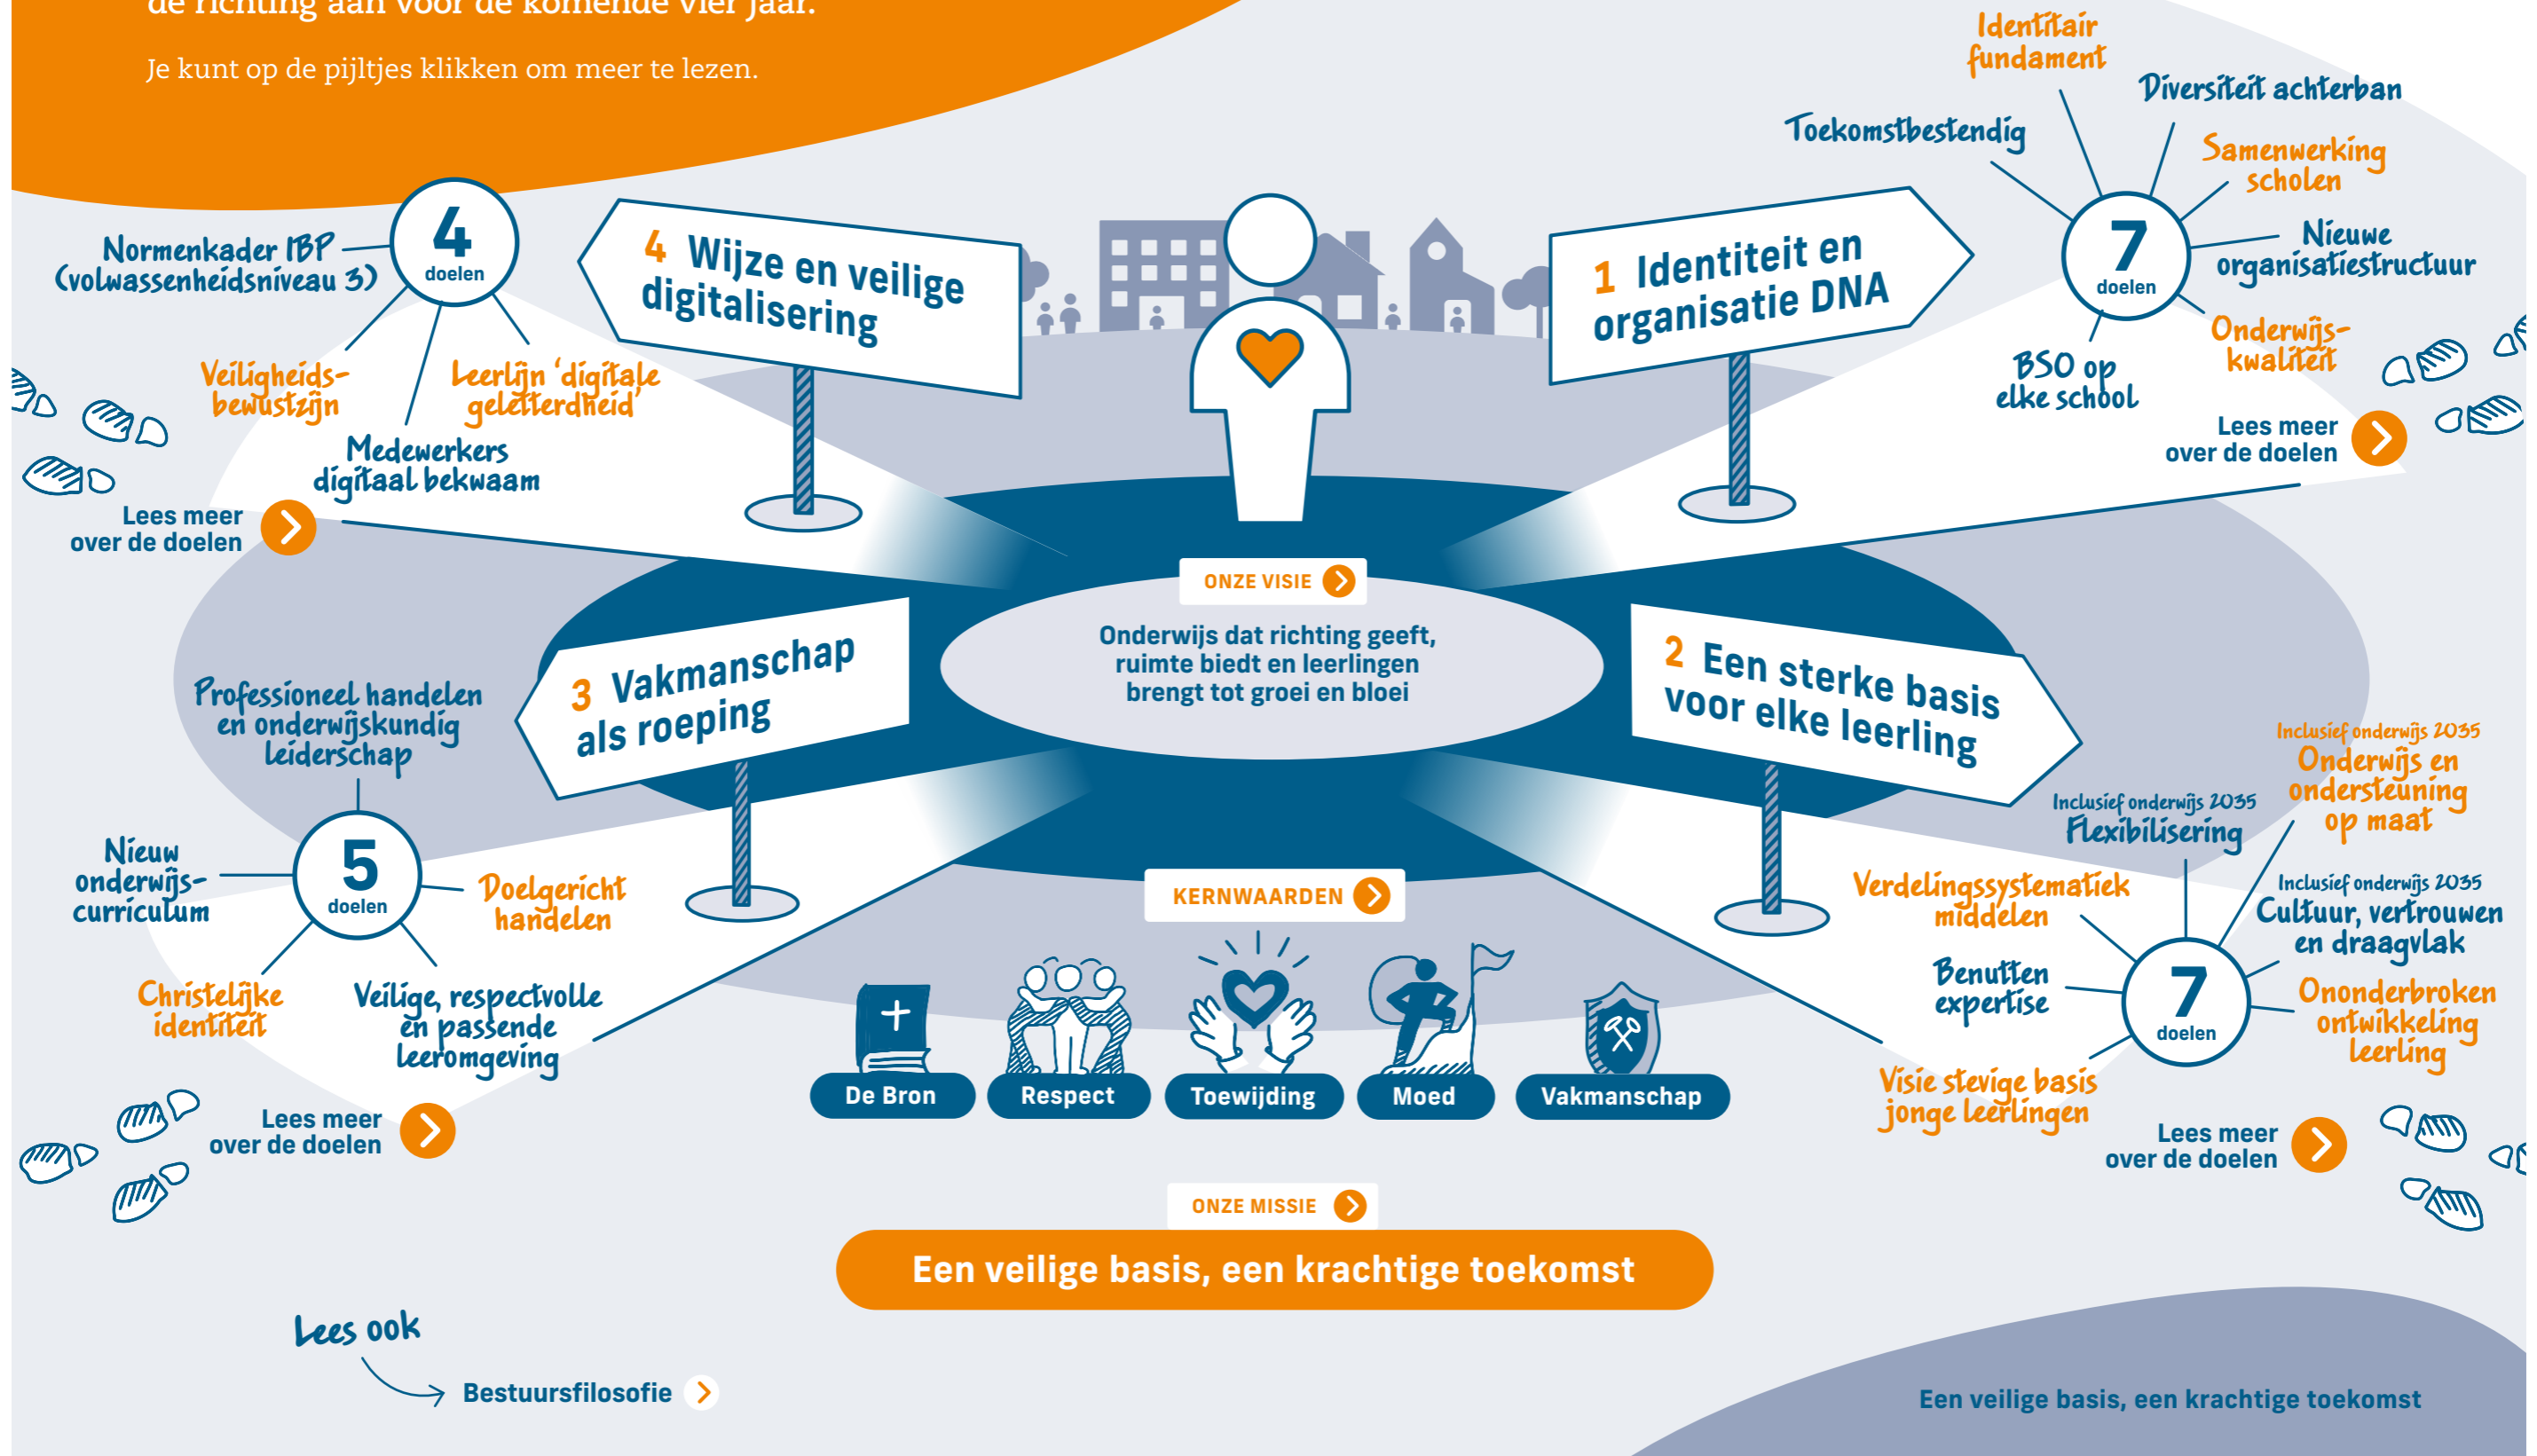 de richting aan voor de komende vier jaar.
Je kunt op de pijltjes klikken om meer te lezen.
4
doelen
Normenkader IBP
(volwassenheidsniveau 3)
Veiligheids-
bewustzijn
Medewerkers
digitaal bekwaam
Leerlijn ‘digitale
geletterdheid’
Lees meer
over de doelen
4 Wijze en veilige
digitalisering
1 Identiteit en
organisatie DNA
7
doelen
Toekomstbestendig
Identitair
fundament
Diversiteit achterban
Samenwerking
scholen
Nieuwe
organisatiestructuur
Onderwijs-
kwaliteit
BSO op
elke school
Lees meer
over de doelen
ONZE VISIE
Onderwijs dat richting geeft,
ruimte biedt en leerlingen
brengt tot groei en bloei
3 Vakmanschap
als roeping
5
doelen
Professioneel handelen
en onderwijskundig
leiderschap
Nieuw
onderwijs-
curriculum
Christelijke
identiteit
Veilige, respectvolle
en passende
leeromgeving
Doelgericht
handelen
Lees meer
over de doelen
2 Een sterke basis
voor elke leerling
7
doelen
Inclusief onderwijs 2035
Onderwijs en
ondersteuning
op maat
Inclusief onderwijs 2035
Flexibilisering
Verdelingssystematiek
middelen
Inclusief onderwijs 2035
Cultuur, vertrouwen
en draagvlak
Benutten
expertise
Ononderbroken
ontwikkeling
leerling
Visie stevige basis
jonge leerlingen
Lees meer
over de doelen
KERNWAARDEN
De Bron
Respect
Toewijding
Moed
Vakmanschap
ONZE MISSIE
Een veilige basis, een krachtige toekomst
Lees ook
Bestuursfilosofie
Een veilige basis, een krachtige toekomst